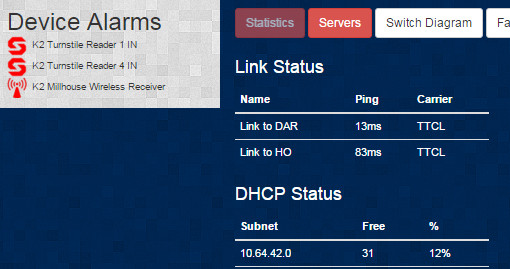 Device Alarms
K2 Turnstile Reader 1 IN
K2 Turnstile Reader 4 IN
K2 Millhouse Wireless Receiver
Statistics Servers Switch Diagram
Link Status
Name Ping Carrier
Link to DAR 13ms TTCL
Link to HO 83ms TTCL
DHCP Status
Subnet Free %
10.64.42.0 31 12%